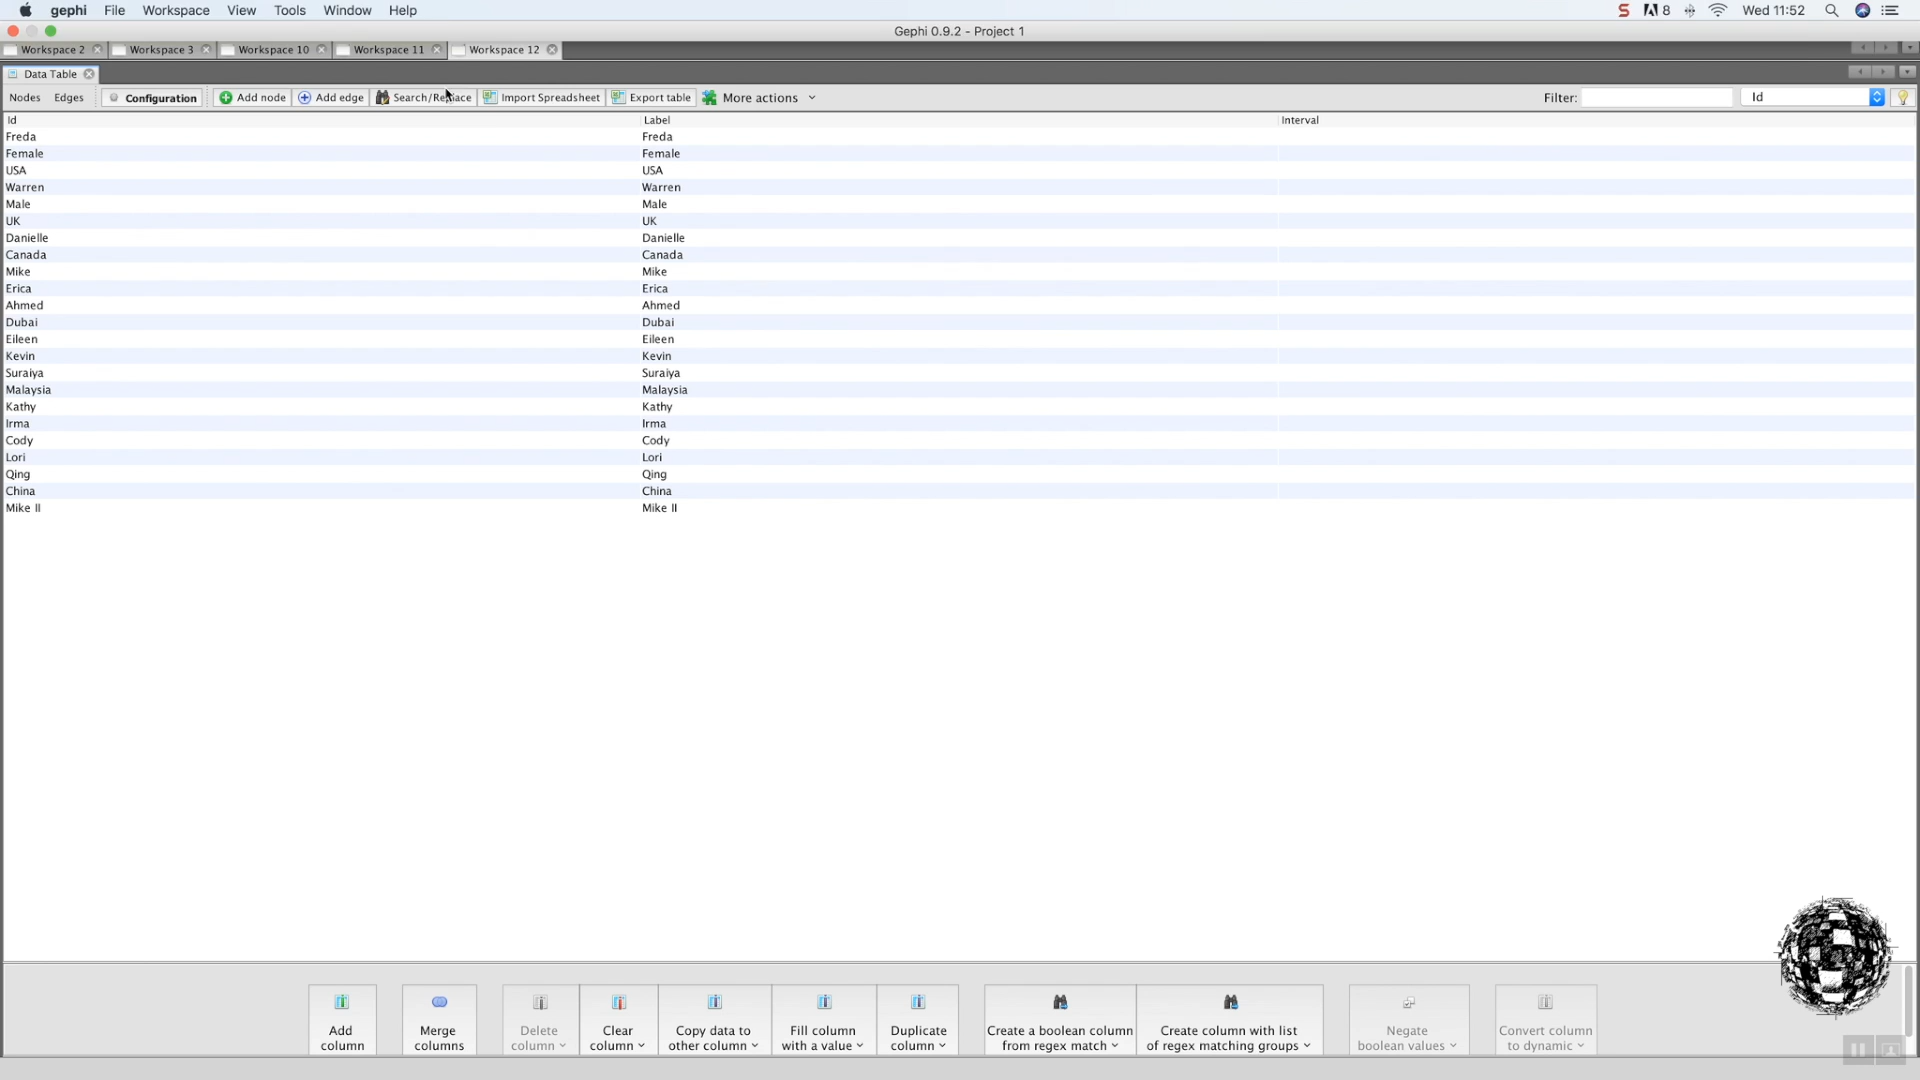 gephi File Workspace View Tools Window Help 8 Wed 11:52
Gephi 0.9.2 - Project 1
Workspace 2 Workspace 3 Workspace 10 Workspace 11 Workspace 12
Data Table
Nodes Edges Configuration Add node Add edge Search/Replace Import Spreadsheet Export table More actions Filter: Id
Id Label Interval
Freda Freda
Female Female
USA USA
Warren Warren
Male Male
UK UK
Danielle Danielle
Canada Canada
Mike Mike
Erica Erica
Ahmed Ahmed
Dubai Dubai
Eileen Eileen
Kevin Kevin
Suraiya Suraiya
Malaysia Malaysia
Kathy Kathy
Irma Irma
Cody Cody
Lori Lori
Qing Qing
China China
Mike II Mike II
Add column
Merge columns
Delete column
Clear column
Copy data to other column
Fill column with a value
Duplicate column
Create a boolean column from regex match
Create column with list of regex matching groups
Negate boolean values
Convert column to dynamic